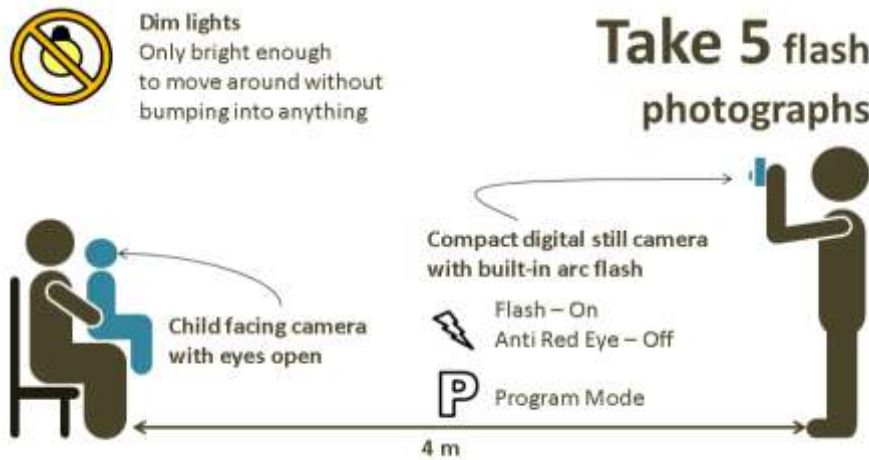 Dim lights
Only bright enough
to move around without
bumping into anything
Take 5 flash
photographs
Compact digital still camera
with built-in arc flash
Flash – On
Anti Red Eye – Off
Child facing camera
with eyes open
P Program Mode
4 m